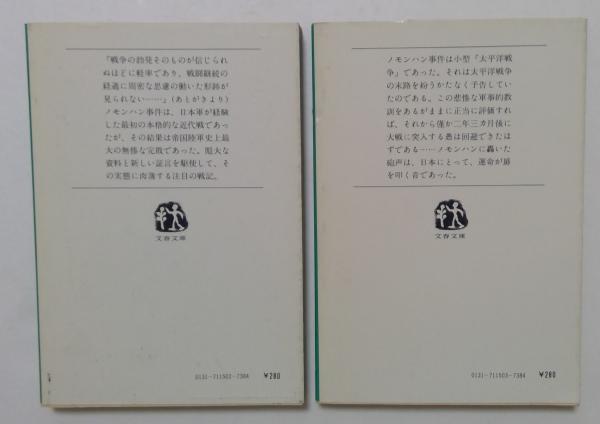 「戦争の勃発そのものが信じられ
ぬほどに軽率であり、戦闘継続の
経過に周密な思慮の働いた形跡が
見られない……」(あとがきより)
ノモンハン事件は、日本軍が経験
した最初の本格的な近代戦であっ
たが、その結果は帝国陸軍史上最
大の無惨な完敗であった。厖大な
資料と新しい証言を駆使して、そ
の実態に肉薄する注目の戦記。
文春文庫
0131-711502-7384 ¥280
ノモンハン事件は小型「太平洋戦
争」であった。それは太平洋戦争
の末路を紛うかたなく予告してい
たのである。この悲惨な軍事的教
訓をあるがままに正当に評価すれ
ば、それから僅か二年三カ月後に
大戦に突入する愚は回避できたは
ずである……ノモンハンに轟いた
砲声は、日本にとって、運命が扉
を叩く音であった。
文春文庫
0131-711503-7384 ¥280